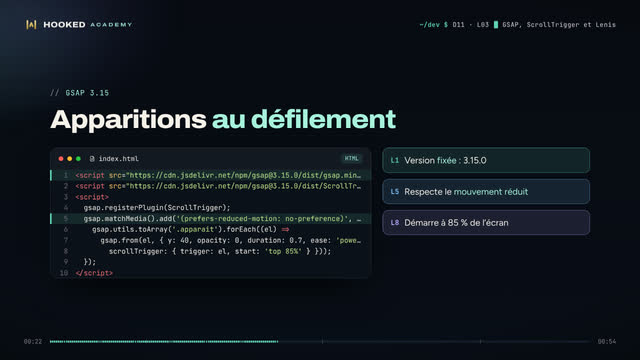 HOOKED ACADEMY
~/dev $ D11 · L03 GSAP, ScrollTrigger et Lenis
// GSAP 3.15
Apparitions au défilement
index.html
HTML
1 <script src="https://cdn.jsdelivr.net/npm/gsap@3.15.0/dist/gsap.min…
2 <script src="https://cdn.jsdelivr.net/npm/gsap@3.15.0/dist/ScrollTr…
3 <script>
4 gsap.registerPlugin(ScrollTrigger);
5 gsap.matchMedia().add('(prefers-reduced-motion: no-preference)', …
6 gsap.utils.toArray('.apparait').forEach((el) =>
7 gsap.from(el, { y: 40, opacity: 0, duration: 0.7, ease: 'powe…
8 scrollTrigger: { trigger: el, start: 'top 85%' } }));
9 });
10 </script>
L1 Version fixée : 3.15.0
L5 Respecte le mouvement réduit
L8 Démarre à 85 % de l'écran
00:22
00:54